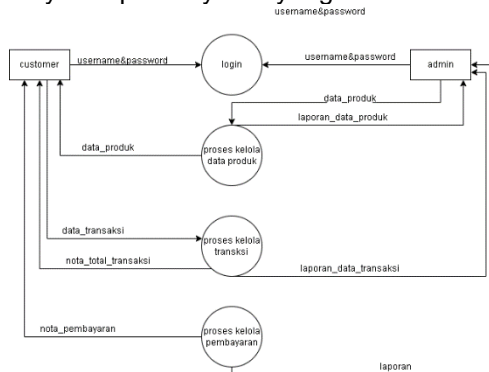 username&password
customer
username&password
login
username&password
admin
data_produk
laporan_data_produk
data_produk
proses kelola
data produk
data_transaksi
proses kelola
transksi
nota_total_transaksi
laporan_data_transaksi
nota_pembayaran
proses kelola
pembayaran
laporan